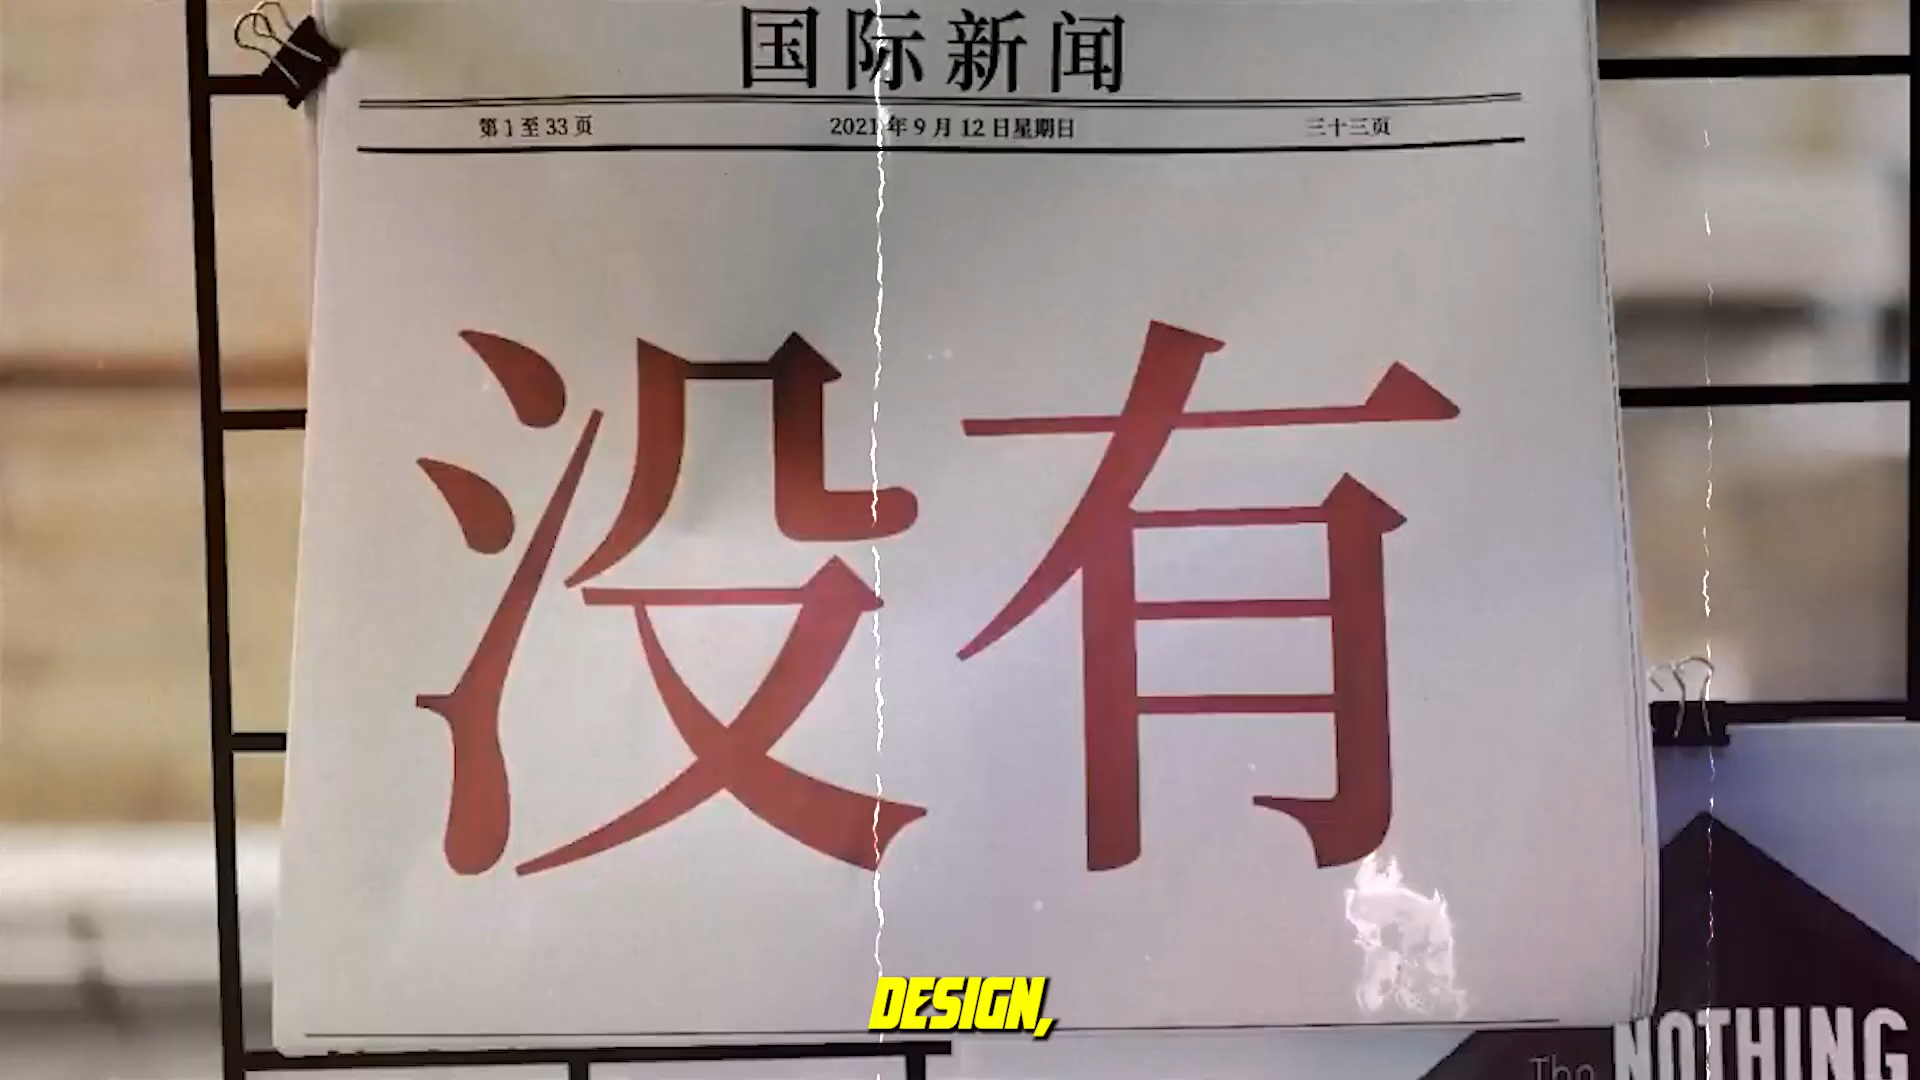 国际新闻
第1至33页 2021年9月12日星期日 三十三页
没有
DESIGN,
The NOTHING